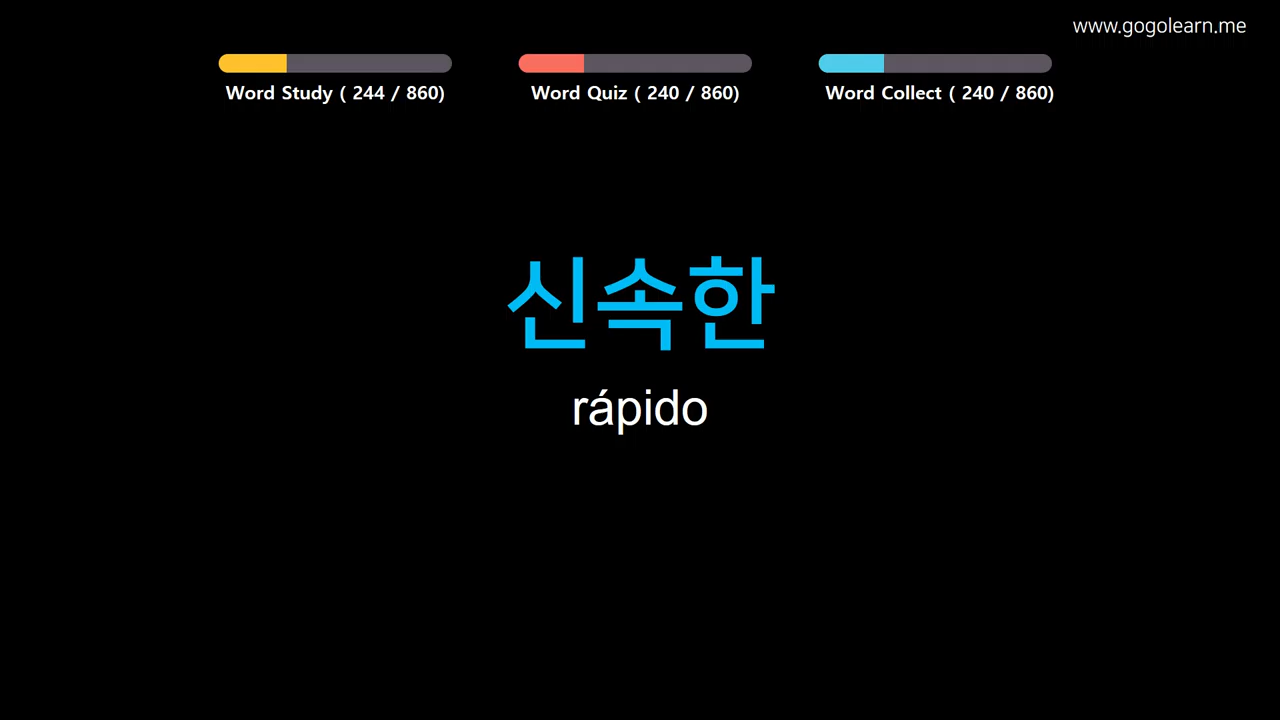 www.gogolearn.me
Word Study ( 244 / 860)
Word Quiz ( 240 / 860)
Word Collect ( 240 / 860)
신속한
rápido